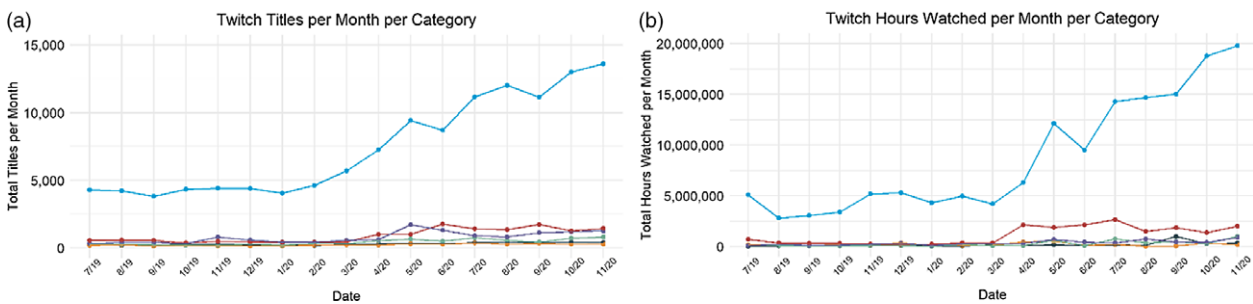 (a)
Twitch Titles per Month per Category
Total Titles per Month
15,000
10,000
5,000
0
7/19 8/19 9/19 10/19 11/19 12/19 1/20 2/20 3/20 4/20 5/20 6/20 7/20 8/20 9/20 10/20 11/20
Date
(b)
Twitch Hours Watched per Month per Category
Total Hours Watched per Month
20,000,000
15,000,000
10,000,000
5,000,000
0
7/19 8/19 9/19 10/19 11/19 12/19 1/20 2/20 3/20 4/20 5/20 6/20 7/20 8/20 9/20 10/20 11/20
Date